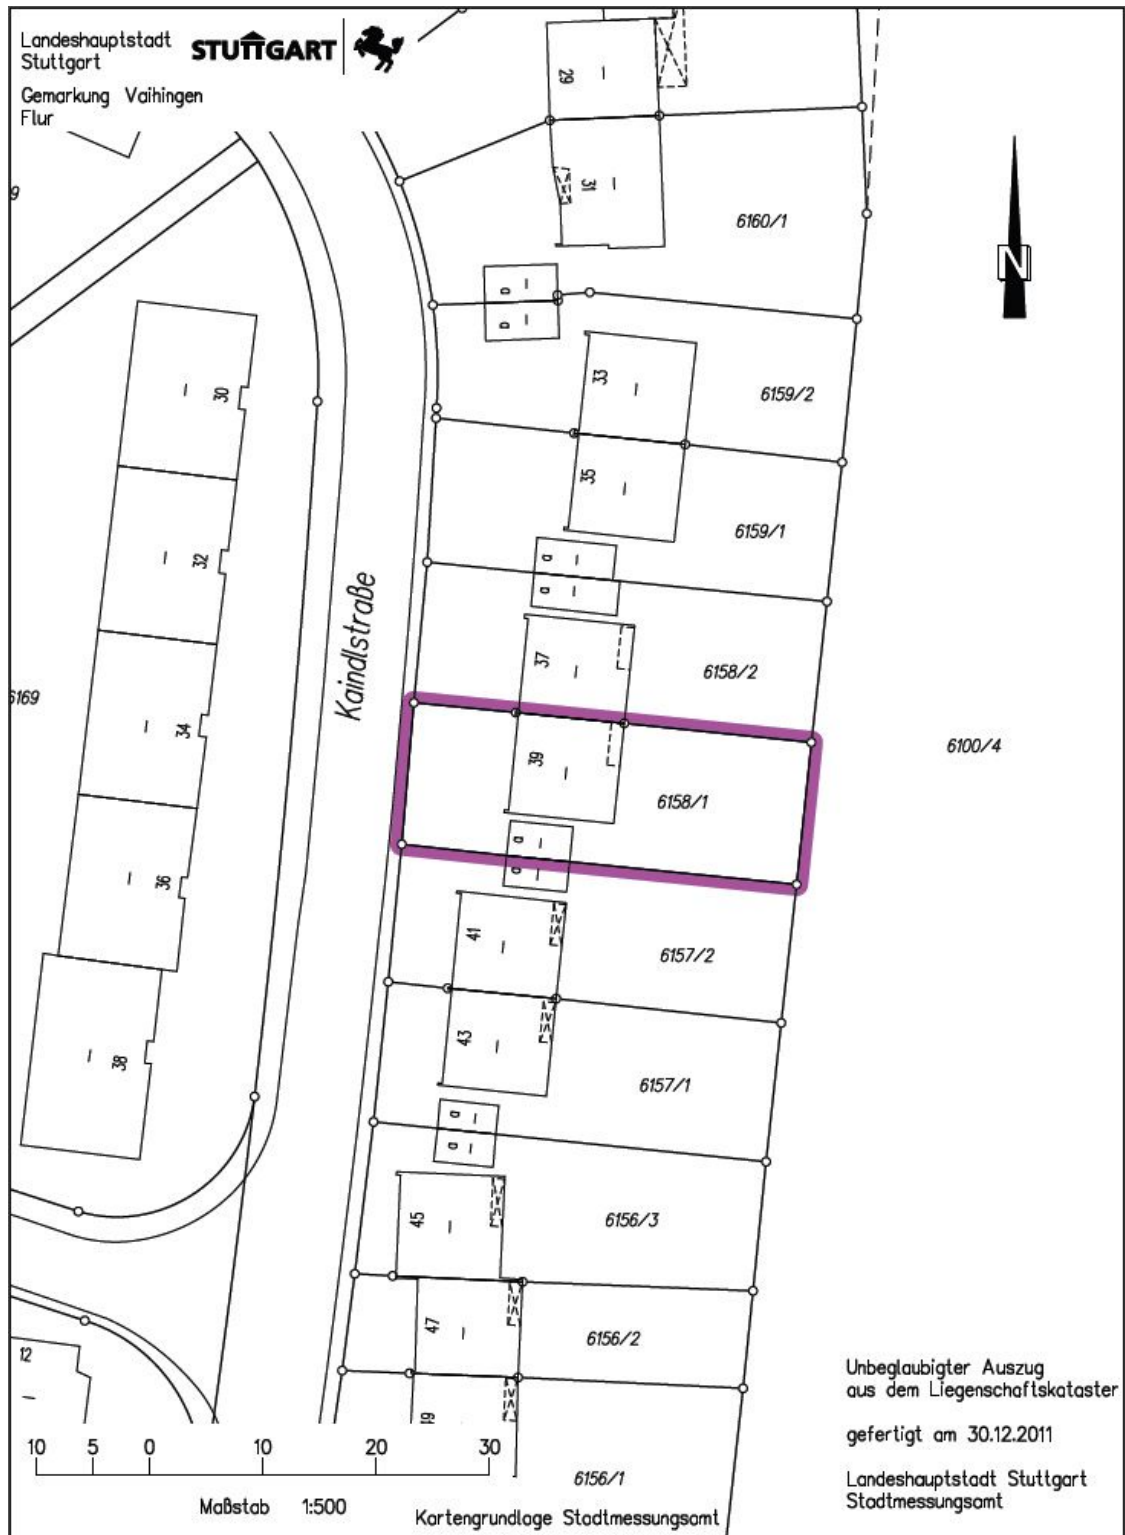 Landeshauptstadt
Stuttgart
STUTTGART
Gemarkung Vaihingen
Flur
29
31
6160/1
N
D
D
33
6159/2
35
6159/1
D
D
37
6158/2
39
6158/1
D
D
41
6157/2
43
6157/1
D
D
45
6156/3
47
6156/2
49
6156/1
30
32
34
36
38
12
6169
9
Kaindlstraße
6100/4
10 5 0 10 20 30
Maßstab 1:500
Kartengrundlage Stadtmessungsamt
Unbeglaubigter Auszug
aus dem Liegenschaftskataster
gefertigt am 30.12.2011
Landeshauptstadt Stuttgart
Stadtmessungsamt